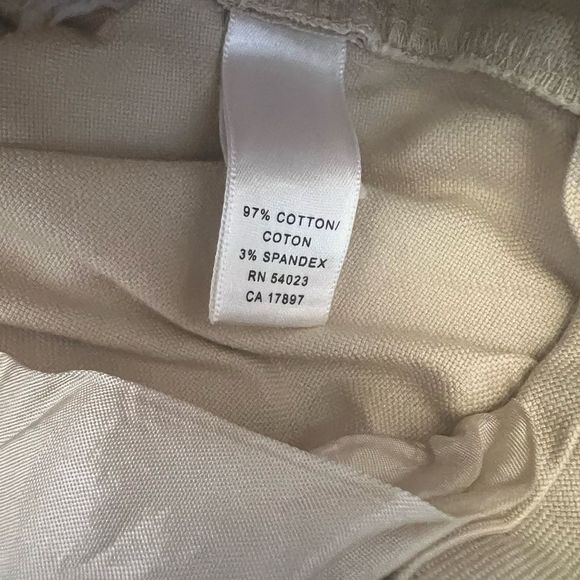 97% COTTON/
COTON
3% SPANDEX
RN 54023
CA 17897